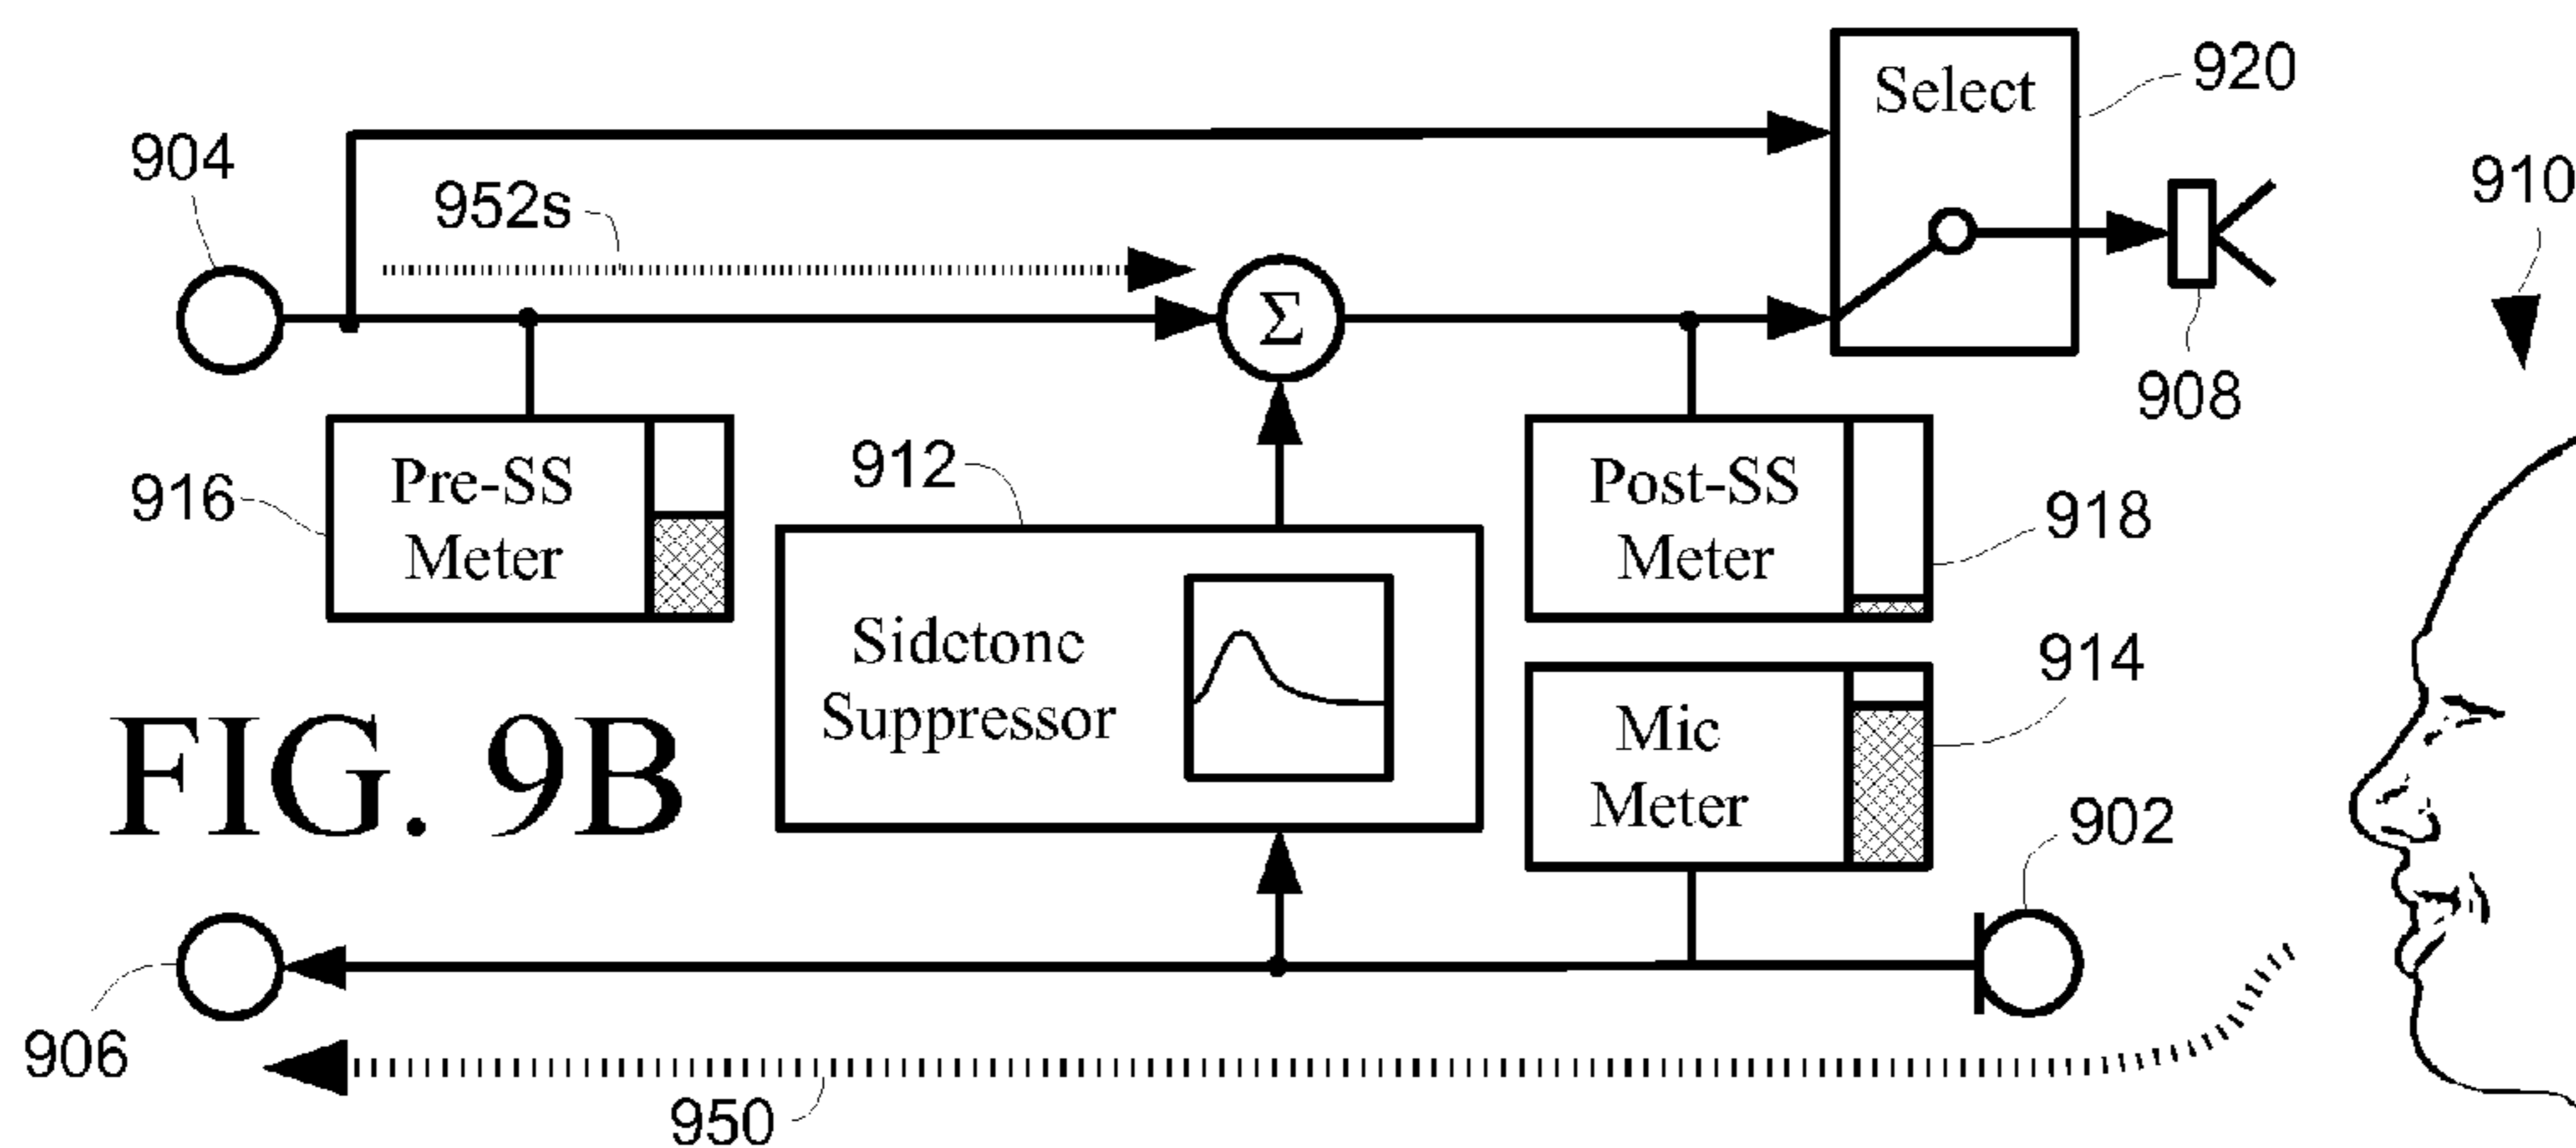 Select
920
904
910
952s
Σ
908
Pre-SS
Meter
916
912
Post-SS
Meter
918
Sidetone
Suppressor
914
Mic
Meter
FIG. 9B
902
906
950